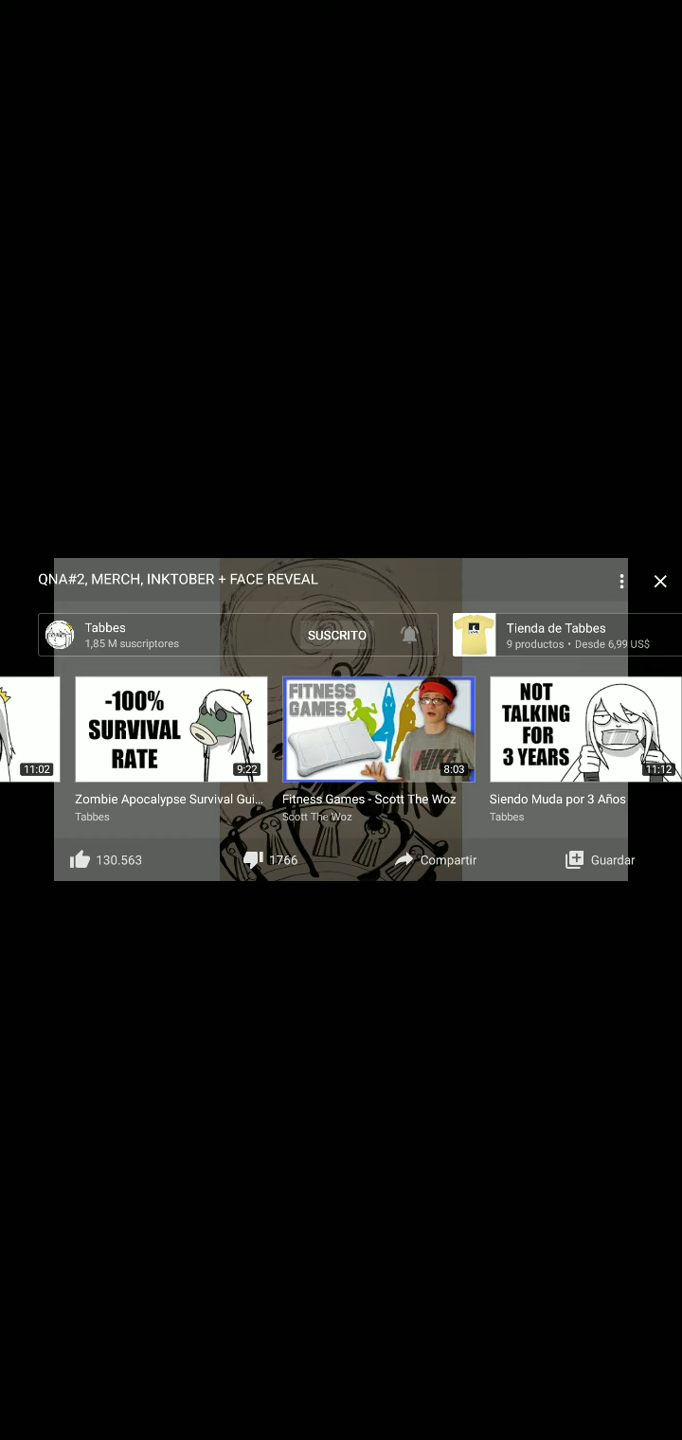 QNA#2, MERCH, INKTOBER + FACE REVEAL
Tabbes
1,85 M suscriptores
SUSCRITO
Tienda de Tabbes
9 productos • Desde 6,99 US$
11:02
-100%
SURVIVAL
RATE
9:22
Zombie Apocalypse Survival Gui...
Tabbes
FITNESS
GAMES
NIKE
8:03
Fitness Games - Scott The Woz
Scott The Woz
NOT
TALKING
FOR
3 YEARS
11:12
Siendo Muda por 3 Años
Tabbes
130.563
1766
Compartir
Guardar